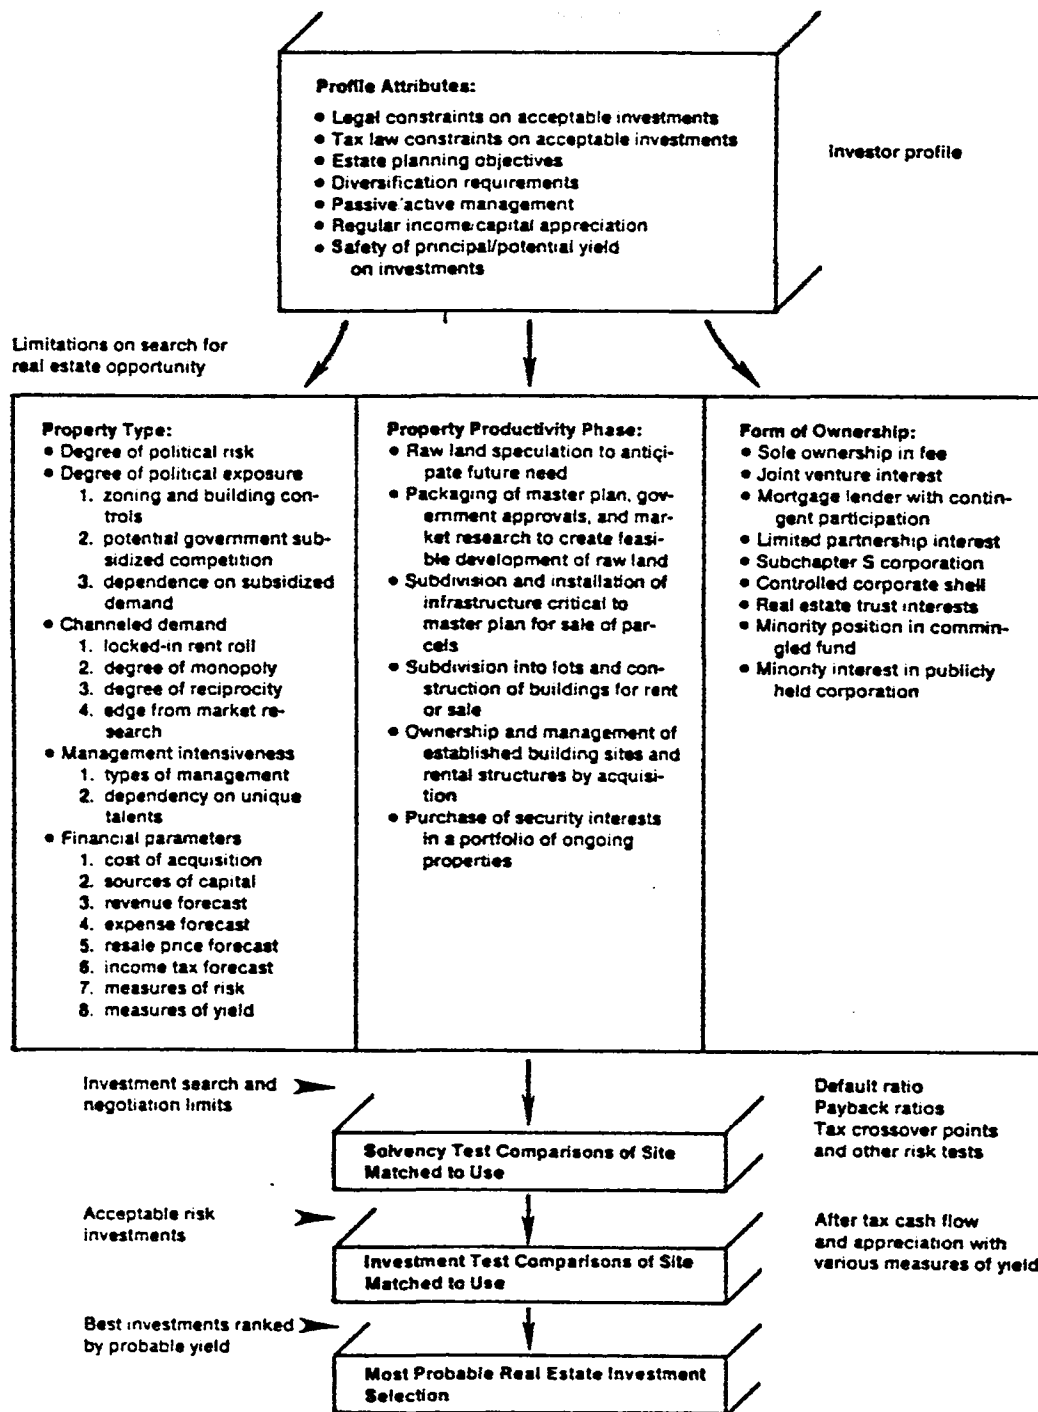 Profile Attributes:
• Legal constraints on acceptable investments
• Tax law constraints on acceptable investments
• Estate planning objectives
• Diversification requirements
• Passive/active management
• Regular income/capital appreciation
• Safety of principal/potential yield
on investments
Investor profile
Limitations on search for
real estate opportunity
Property Type:
• Degree of political risk
• Degree of political exposure
1. zoning and building con-
trols
2. potential government sub-
sidized competition
3. dependence on subsidized
demand
• Channeled demand
1. locked-in rent roll
2. degree of monopoly
3. degree of reciprocity
4. edge from market re-
search
• Management intensiveness
1. types of management
2. dependency on unique
talents
• Financial parameters
1. cost of acquisition
2. sources of capital
3. revenue forecast
4. expense forecast
5. resale price forecast
6. income tax forecast
7. measures of risk
8. measures of yield
Property Productivity Phase:
• Raw land speculation to antici-
pate future need
• Packaging of master plan, gov-
ernment approvals, and mar-
ket research to create feasi-
ble development of raw land
• Subdivision and installation of
infrastructure critical to
master plan for sale of par-
cels
• Subdivision into lots and con-
struction of buildings for rent
or sale
• Ownership and management of
established building sites and
rental structures by acquisi-
tion
• Purchase of security interests
in a portfolio of ongoing
properties
Form of Ownership:
• Sole ownership in fee
• Joint venture interest
• Mortgage lender with contin-
gent participation
• Limited partnership interest
• Subchapter S corporation
• Controlled corporate shell
• Real estate trust interests
• Minority position in commin-
gled fund
• Minority interest in publicly
held corporation
Investment search and
negotiation limits
Solvency Test Comparisons of Site
Matched to Use
Default ratio
Payback ratios
Tax crossover points
and other risk tests
Acceptable risk
investments
Investment Test Comparisons of Site
Matched to Use
After tax cash flow
and appreciation with
various measures of yield
Best investments ranked
by probable yield
Most Probable Real Estate Investment
Selection